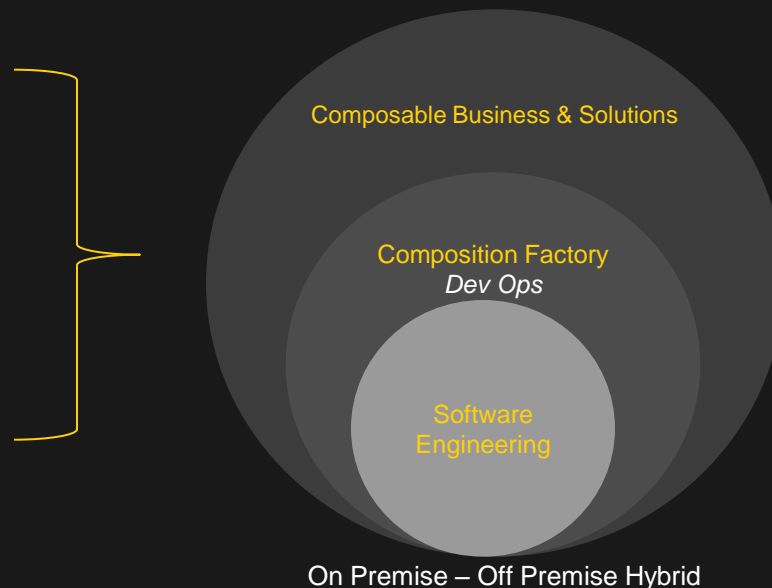 Composable Business & Solutions
Composition Factory
Dev Ops
Software
Engineering
On Premise – Off Premise Hybrid